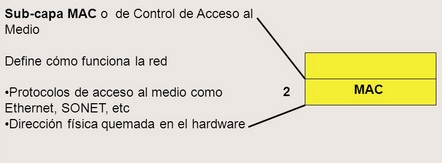 Sub-capa MAC o  de Control de Acceso al
Medio
Define cómo funciona la red
•Protocolos de acceso al medio como
Ethernet, SONET, etc
•Dirección física quemada en el hardware
2
MAC